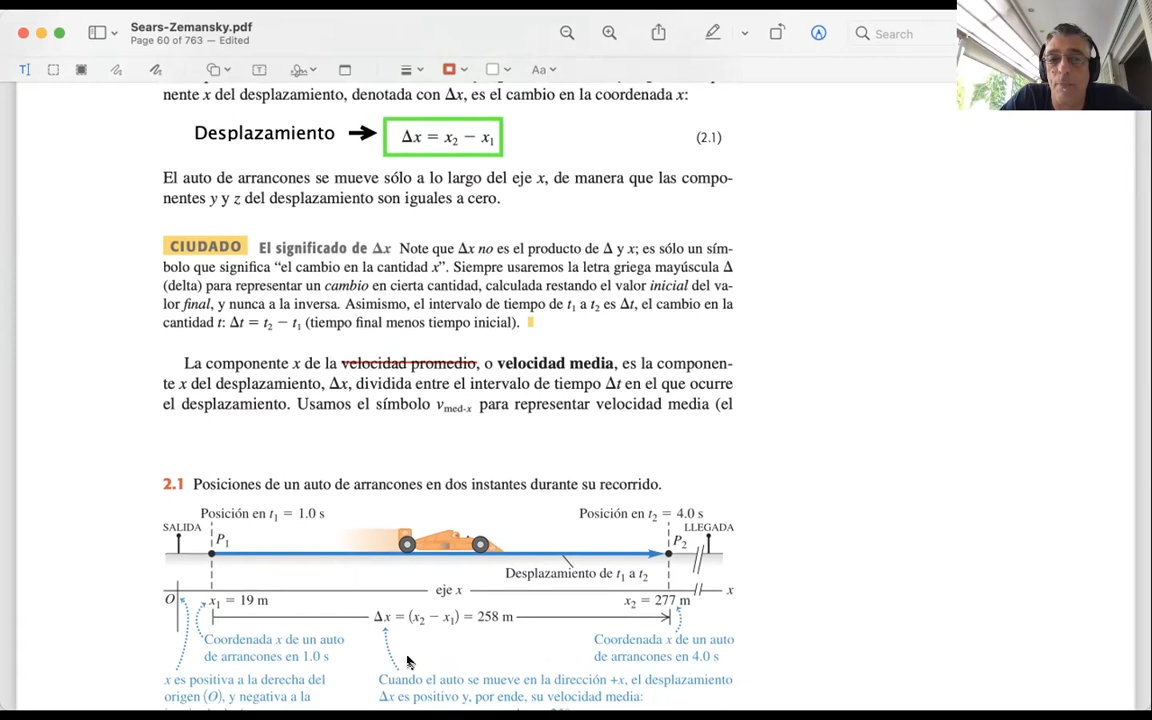 Sears-Zemansky.pdf
Page 60 of 763 — Edited
Search
Aa
nente x del desplazamiento, denotada con Δx, es el cambio en la coordenada x:
Desplazamiento Δx = x₂ − x₁ (2.1)
El auto de arrancones se mueve sólo a lo largo del eje x, de manera que las compo-
nentes y y z del desplazamiento son iguales a cero.
CIUDADO El significado de Δx Note que Δx no es el producto de Δ y x; es sólo un sím-
bolo que significa “el cambio en la cantidad x”. Siempre usaremos la letra griega mayúscula Δ
(delta) para representar un cambio en cierta cantidad, calculada restando el valor inicial del va-
lor final, y nunca a la inversa. Asimismo, el intervalo de tiempo de t₁ a t₂ es Δt, el cambio en la
cantidad t: Δt = t₂ − t₁ (tiempo final menos tiempo inicial).
La componente x de la velocidad promedio, o velocidad media, es la componen-
te x del desplazamiento, Δx, dividida entre el intervalo de tiempo Δt en el que ocurre
el desplazamiento. Usamos el símbolo vmed-x para representar velocidad media (el
2.1 Posiciones de un auto de arrancones en dos instantes durante su recorrido.
Posición en t₁ = 1.0 s Posición en t₂ = 4.0 s
SALIDA LLEGADA
P₁ P₂
Desplazamiento de t₁ a t₂
eje x x
O x₁ = 19 m x₂ = 277 m
Δx = (x₂ − x₁) = 258 m
Coordenada x de un auto
de arrancones en 1.0 s
Coordenada x de un auto
de arrancones en 4.0 s
x es positiva a la derecha del
origen (O), y negativa a la
Cuando el auto se mueve en la dirección +x, el desplazamiento
Δx es positivo y, por ende, su velocidad media: